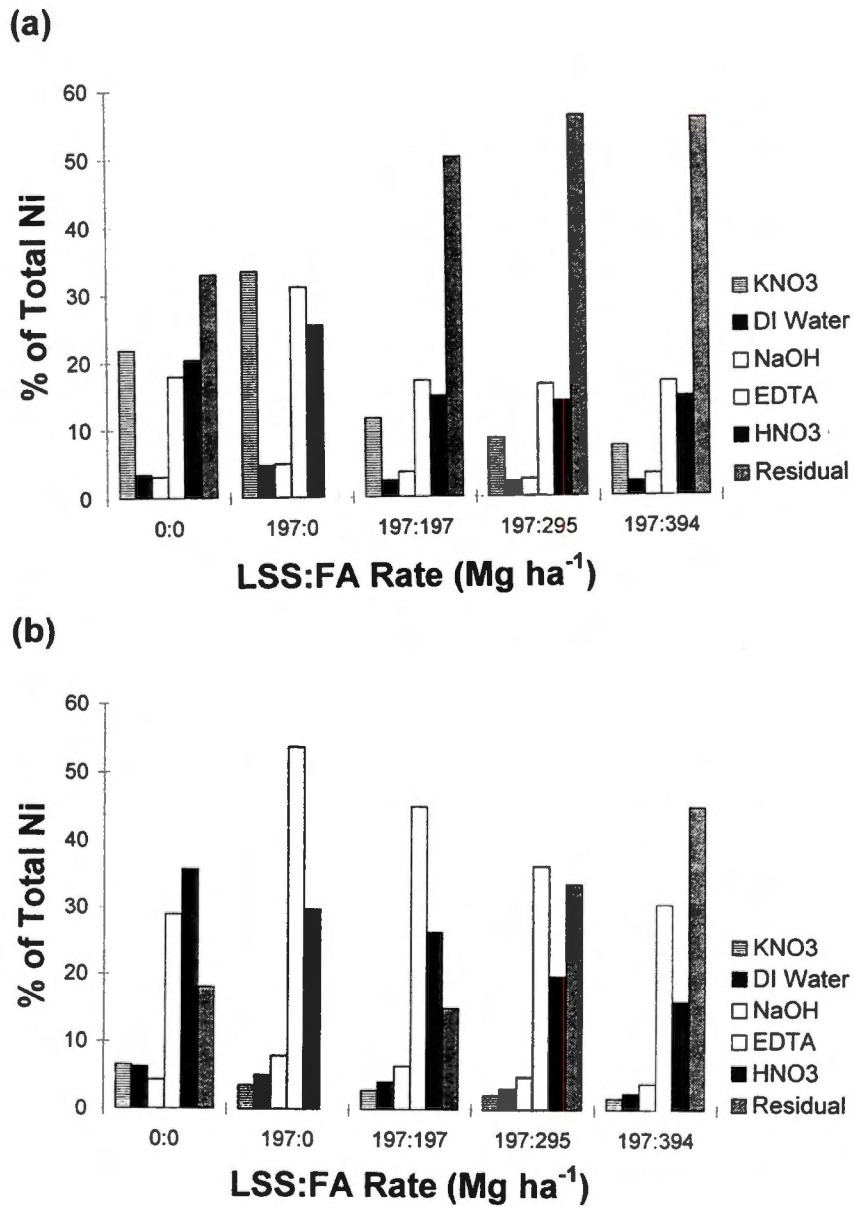 (a)
60
50
40
30
20
10
0
% of Total Ni
0:0 197:0 197:197 197:295 197:394
LSS:FA Rate (Mg ha⁻¹)
KNO3
DI Water
NaOH
EDTA
HNO3
Residual
(b)
60
50
40
30
20
10
0
% of Total Ni
0:0 197:0 197:197 197:295 197:394
LSS:FA Rate (Mg ha⁻¹)
KNO3
DI Water
NaOH
EDTA
HNO3
Residual